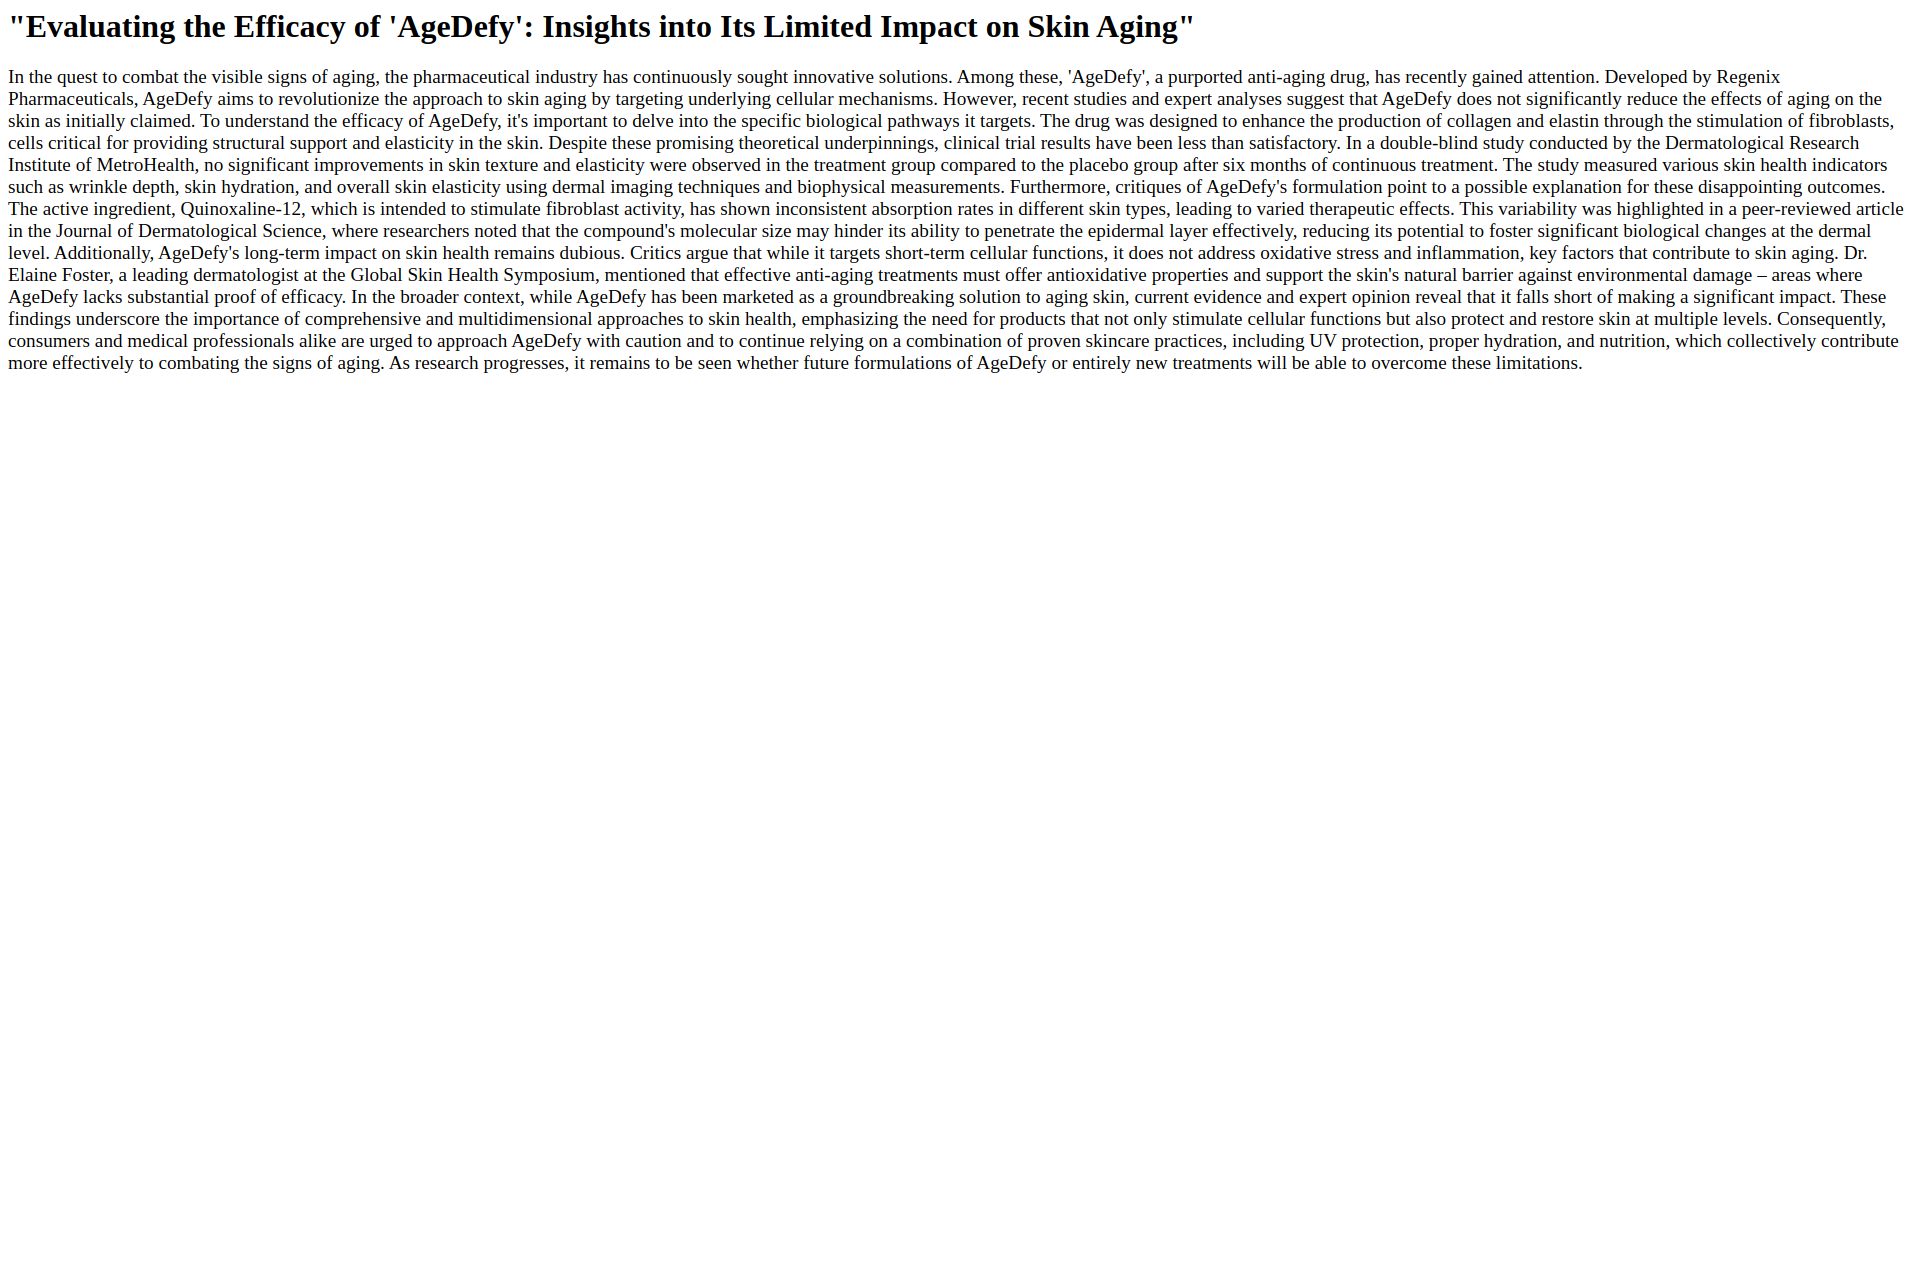 "Evaluating the Efficacy of 'AgeDefy': Insights into Its Limited Impact on Skin Aging"
In the quest to combat the visible signs of aging, the pharmaceutical industry has continuously sought innovative solutions. Among these, 'AgeDefy', a purported anti-aging drug, has recently gained attention. Developed by Regenix
Pharmaceuticals, AgeDefy aims to revolutionize the approach to skin aging by targeting underlying cellular mechanisms. However, recent studies and expert analyses suggest that AgeDefy does not significantly reduce the effects of aging on the
skin as initially claimed. To understand the efficacy of AgeDefy, it's important to delve into the specific biological pathways it targets. The drug was designed to enhance the production of collagen and elastin through the stimulation of fibroblasts,
cells critical for providing structural support and elasticity in the skin. Despite these promising theoretical underpinnings, clinical trial results have been less than satisfactory. In a double-blind study conducted by the Dermatological Research
Institute of MetroHealth, no significant improvements in skin texture and elasticity were observed in the treatment group compared to the placebo group after six months of continuous treatment. The study measured various skin health indicators
such as wrinkle depth, skin hydration, and overall skin elasticity using dermal imaging techniques and biophysical measurements. Furthermore, critiques of AgeDefy's formulation point to a possible explanation for these disappointing outcomes.
The active ingredient, Quinoxaline-12, which is intended to stimulate fibroblast activity, has shown inconsistent absorption rates in different skin types, leading to varied therapeutic effects. This variability was highlighted in a peer-reviewed article
in the Journal of Dermatological Science, where researchers noted that the compound's molecular size may hinder its ability to penetrate the epidermal layer effectively, reducing its potential to foster significant biological changes at the dermal
level. Additionally, AgeDefy's long-term impact on skin health remains dubious. Critics argue that while it targets short-term cellular functions, it does not address oxidative stress and inflammation, key factors that contribute to skin aging. Dr.
Elaine Foster, a leading dermatologist at the Global Skin Health Symposium, mentioned that effective anti-aging treatments must offer antioxidative properties and support the skin's natural barrier against environmental damage – areas where
AgeDefy lacks substantial proof of efficacy. In the broader context, while AgeDefy has been marketed as a groundbreaking solution to aging skin, current evidence and expert opinion reveal that it falls short of making a significant impact. These
findings underscore the importance of comprehensive and multidimensional approaches to skin health, emphasizing the need for products that not only stimulate cellular functions but also protect and restore skin at multiple levels. Consequently,
consumers and medical professionals alike are urged to approach AgeDefy with caution and to continue relying on a combination of proven skincare practices, including UV protection, proper hydration, and nutrition, which collectively contribute
more effectively to combating the signs of aging. As research progresses, it remains to be seen whether future formulations of AgeDefy or entirely new treatments will be able to overcome these limitations.